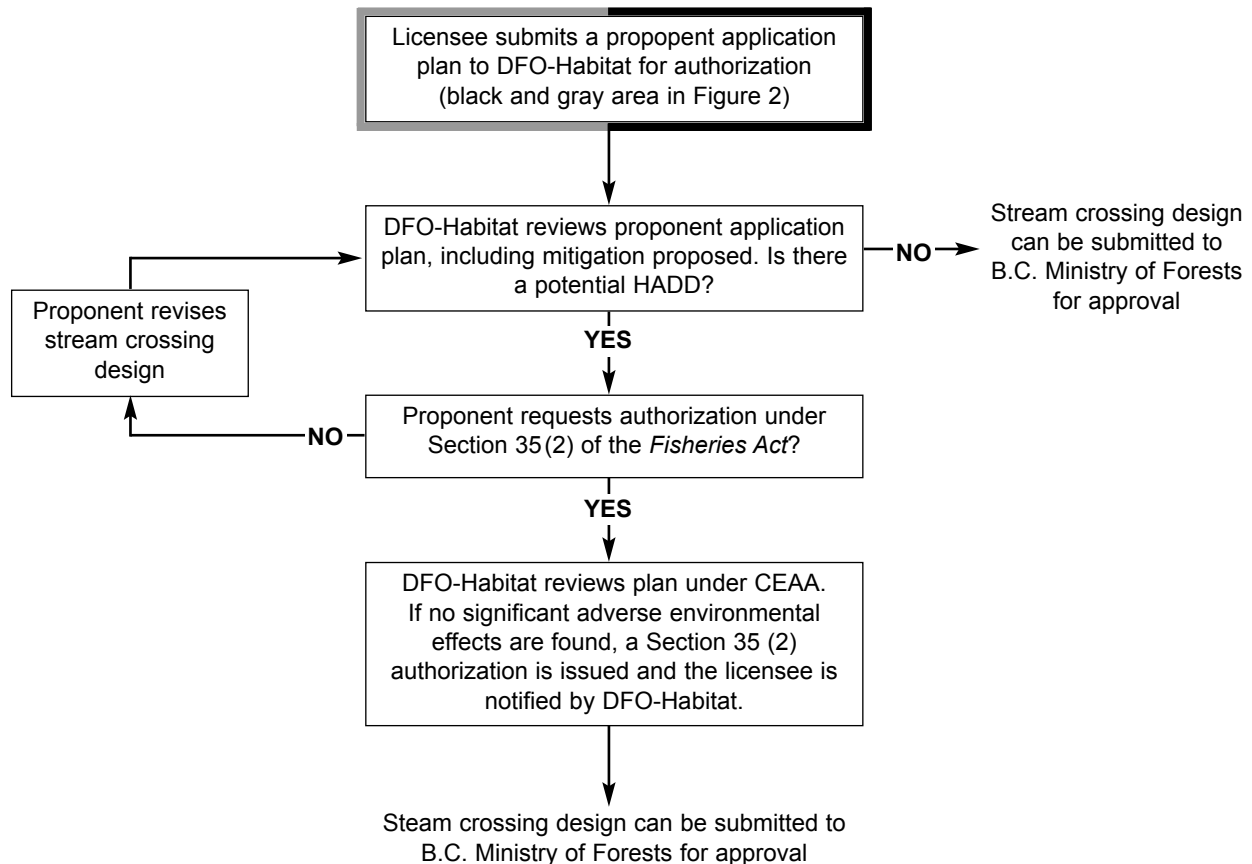 Licensee submits a propopent application
plan to DFO-Habitat for authorization
(black and gray area in Figure 2)
DFO-Habitat reviews proponent application
plan, including mitigation proposed. Is there
a potential HADD?
NO
Stream crossing design
can be submitted to
B.C. Ministry of Forests
for approval
Proponent revises
stream crossing
design
YES
Proponent requests authorization under
Section 35(2) of the Fisheries Act?
NO
YES
DFO-Habitat reviews plan under CEAA.
If no significant adverse environmental
effects are found, a Section 35 (2)
authorization is issued and the licensee is
notified by DFO-Habitat.
Steam crossing design can be submitted to
B.C. Ministry of Forests for approval